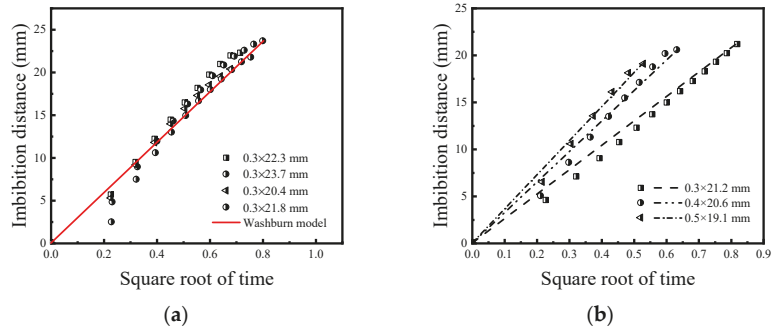 25
20
15
10
5
0
Imbibition distance (mm)
0.3×22.3 mm
0.3×23.7 mm
0.3×20.4 mm
0.3×21.8 mm
Washburn model
0.0 0.2 0.4 0.6 0.8 1.0
Square root of time
(a)
25
20
15
10
5
0
Imbibition distance (mm)
0.3×21.2 mm
0.4×20.6 mm
0.5×19.1 mm
0.0 0.1 0.2 0.3 0.4 0.5 0.6 0.7 0.8 0.9
Square root of time
(b)